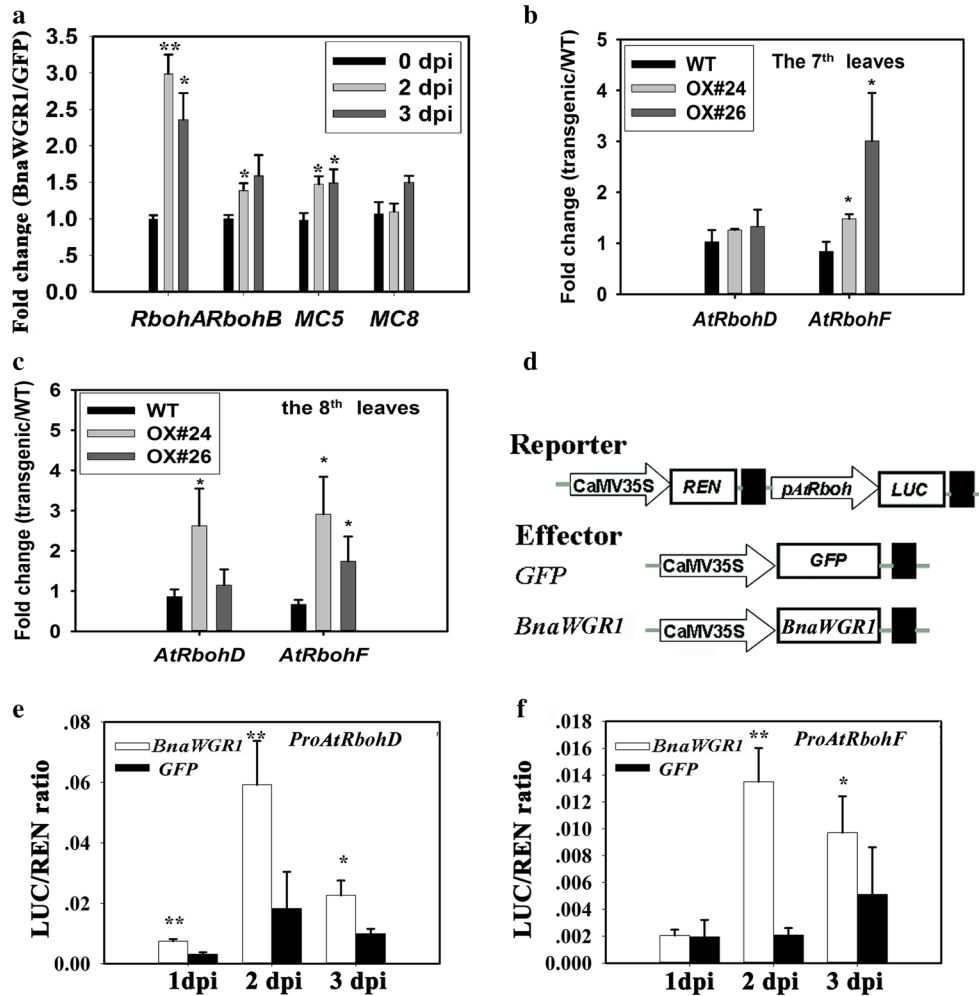 a
Fold change (BnaWGR1/GFP)
3.5
3.0
2.5
2.0
1.5
1.0
.5
0.0
0 dpi
2 dpi
3 dpi
**
*
*
*
*
RbohA RbohB MC5 MC8
b
Fold change (transgenic/WT)
5
4
3
2
1
0
WT
OX#24
OX#26
The 7th leaves
*
*
AtRbohD AtRbohF
c
Fold change (transgenic/WT)
6
5
4
3
2
1
0
WT
OX#24
OX#26
the 8th leaves
*
*
*
AtRbohD AtRbohF
d
Reporter
CaMV35S REN pAtRboh LUC
Effector
GFP CaMV35S GFP
BnaWGR1 CaMV35S BnaWGR1
e
LUC/REN ratio
.08
.06
.04
.02
0.00
BnaWGR1
GFP
ProAtRbohD
**
**
*
1dpi 2 dpi 3 dpi
f
LUC/REN ratio
.018
.016
.014
.012
.010
.008
.006
.004
.002
0.000
BnaWGR1
GFP
ProAtRbohF
**
*
1dpi 2 dpi 3 dpi